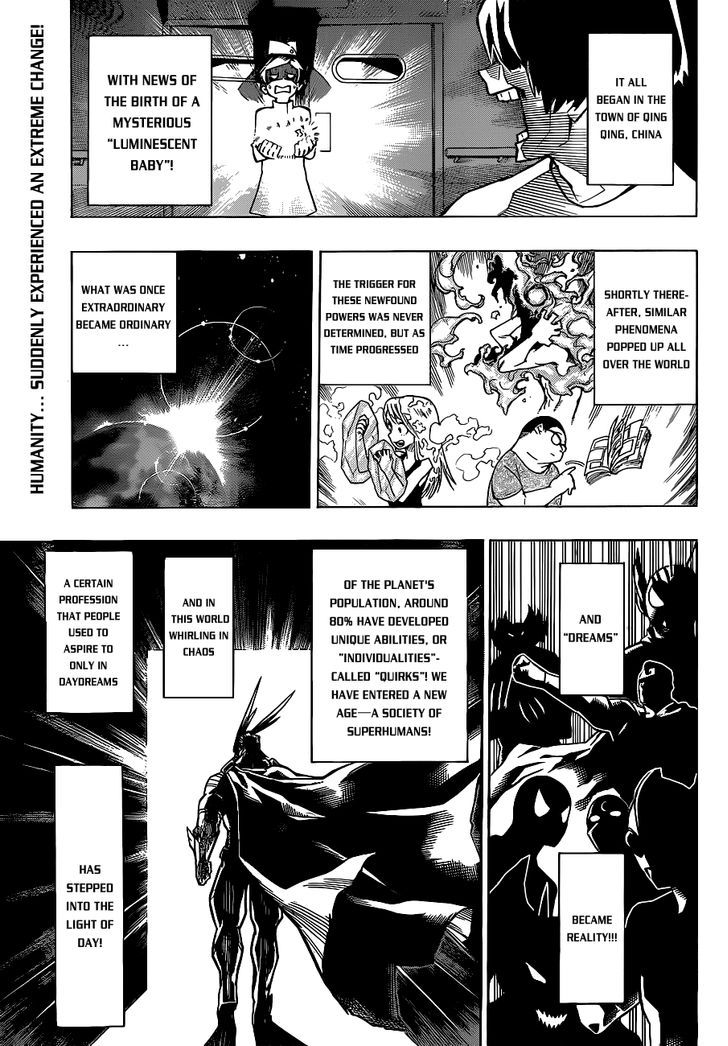 HUMANITY... SUDDENLY EXPERIENCED AN EXTREME CHANGE!
IT ALL
BEGAN IN THE
TOWN OF QING
QING, CHINA
WITH NEWS OF
THE BIRTH OF A
MYSTERIOUS
"LUMINESCENT
BABY"!
SHORTLY THERE-
AFTER, SIMILAR
PHENOMENA
POPPED UP ALL
OVER THE WORLD
THE TRIGGER FOR
THESE NEWFOUND
POWERS WAS NEVER
DETERMINED, BUT AS
TIME PROGRESSED
WHAT WAS ONCE
EXTRAORDINARY
BECAME ORDINARY
...
AND
"DREAMS"
BECAME
REALITY!!!
OF THE PLANET'S
POPULATION, AROUND
80% HAVE DEVELOPED
UNIQUE ABILITIES, OR
"INDIVIDUALITIES"-
CALLED "QUIRKS"! WE
HAVE ENTERED A NEW
AGE—A SOCIETY OF
SUPERHUMANS!
AND IN
THIS WORLD
WHIRLING IN
CHAOS
A CERTAIN
PROFESSION
THAT PEOPLE
USED TO
ASPIRE TO
ONLY IN
DAYDREAMS
HAS
STEPPED
INTO THE
LIGHT OF
DAY!